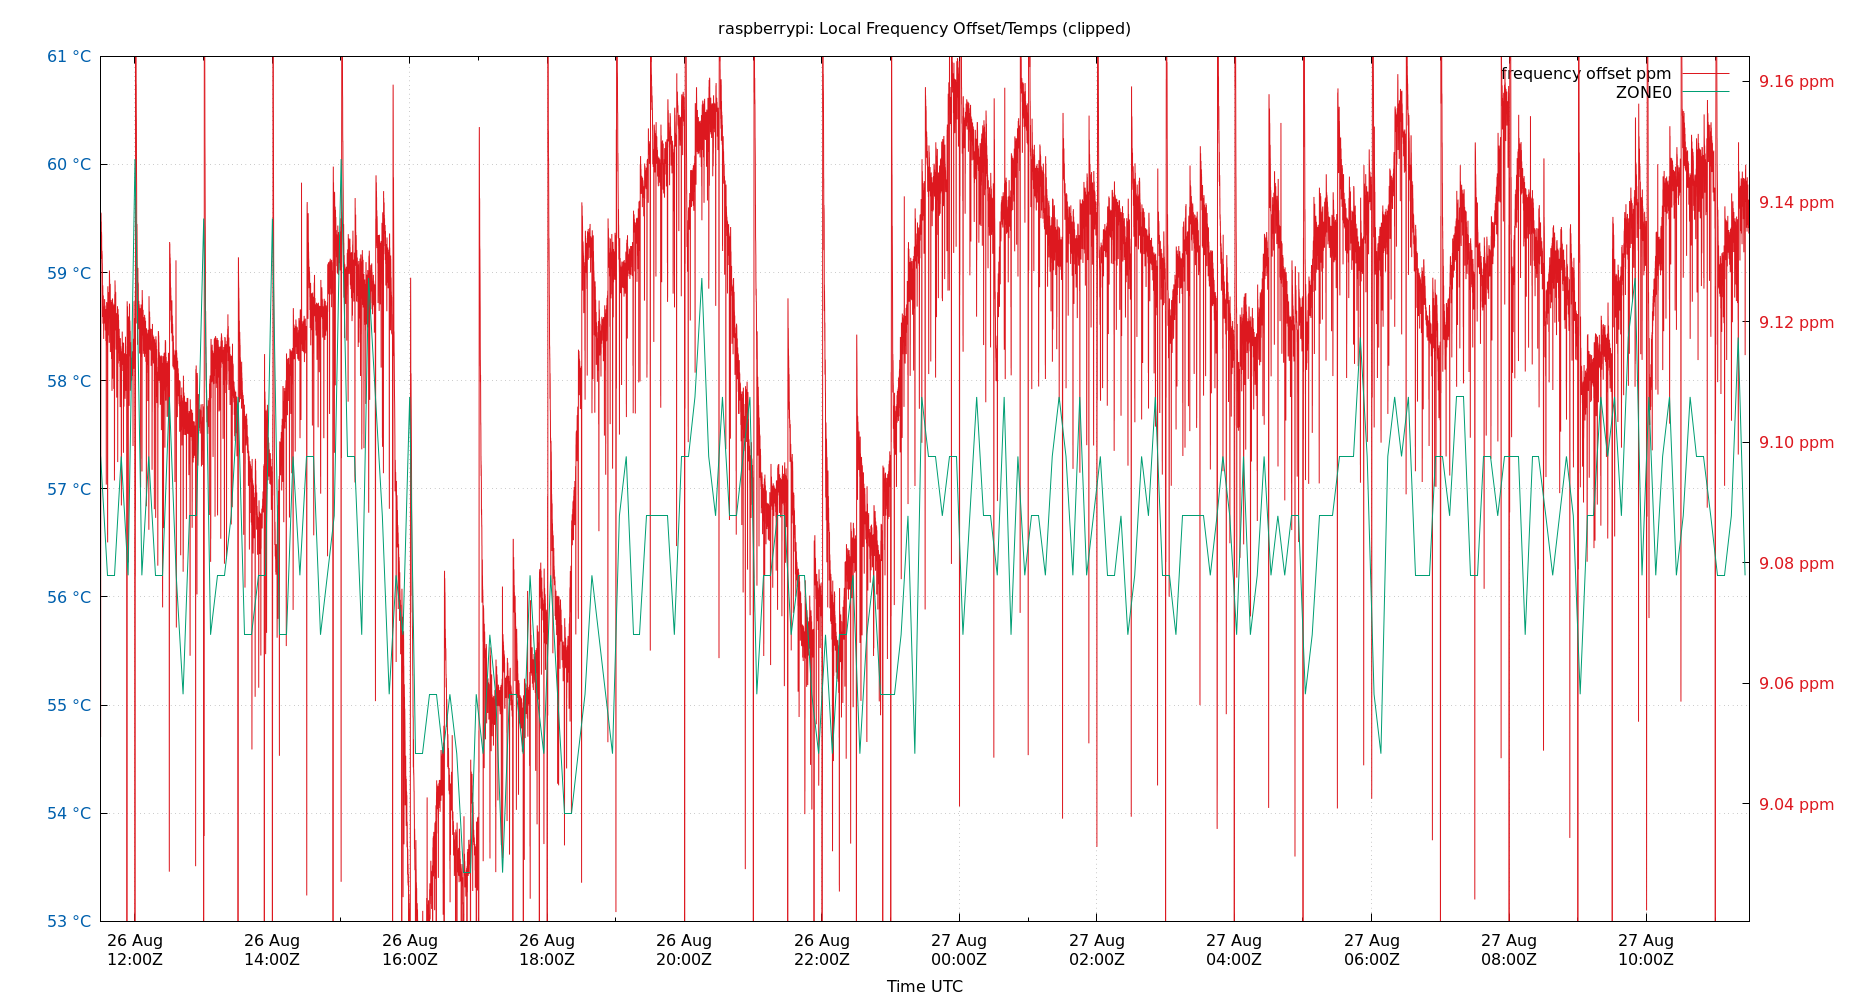 raspberrypi: Local Frequency Offset/Temps (clipped)
61 °C
60 °C
59 °C
58 °C
57 °C
56 °C
55 °C
54 °C
53 °C
frequency offset ppm
ZONE0
9.16 ppm
9.14 ppm
9.12 ppm
9.10 ppm
9.08 ppm
9.06 ppm
9.04 ppm
26 Aug 26 Aug 26 Aug 26 Aug 26 Aug 26 Aug 27 Aug 27 Aug 27 Aug 27 Aug 27 Aug 27 Aug
12:00Z 14:00Z 16:00Z 18:00Z 20:00Z 22:00Z 00:00Z 02:00Z 04:00Z 06:00Z 08:00Z 10:00Z
Time UTC